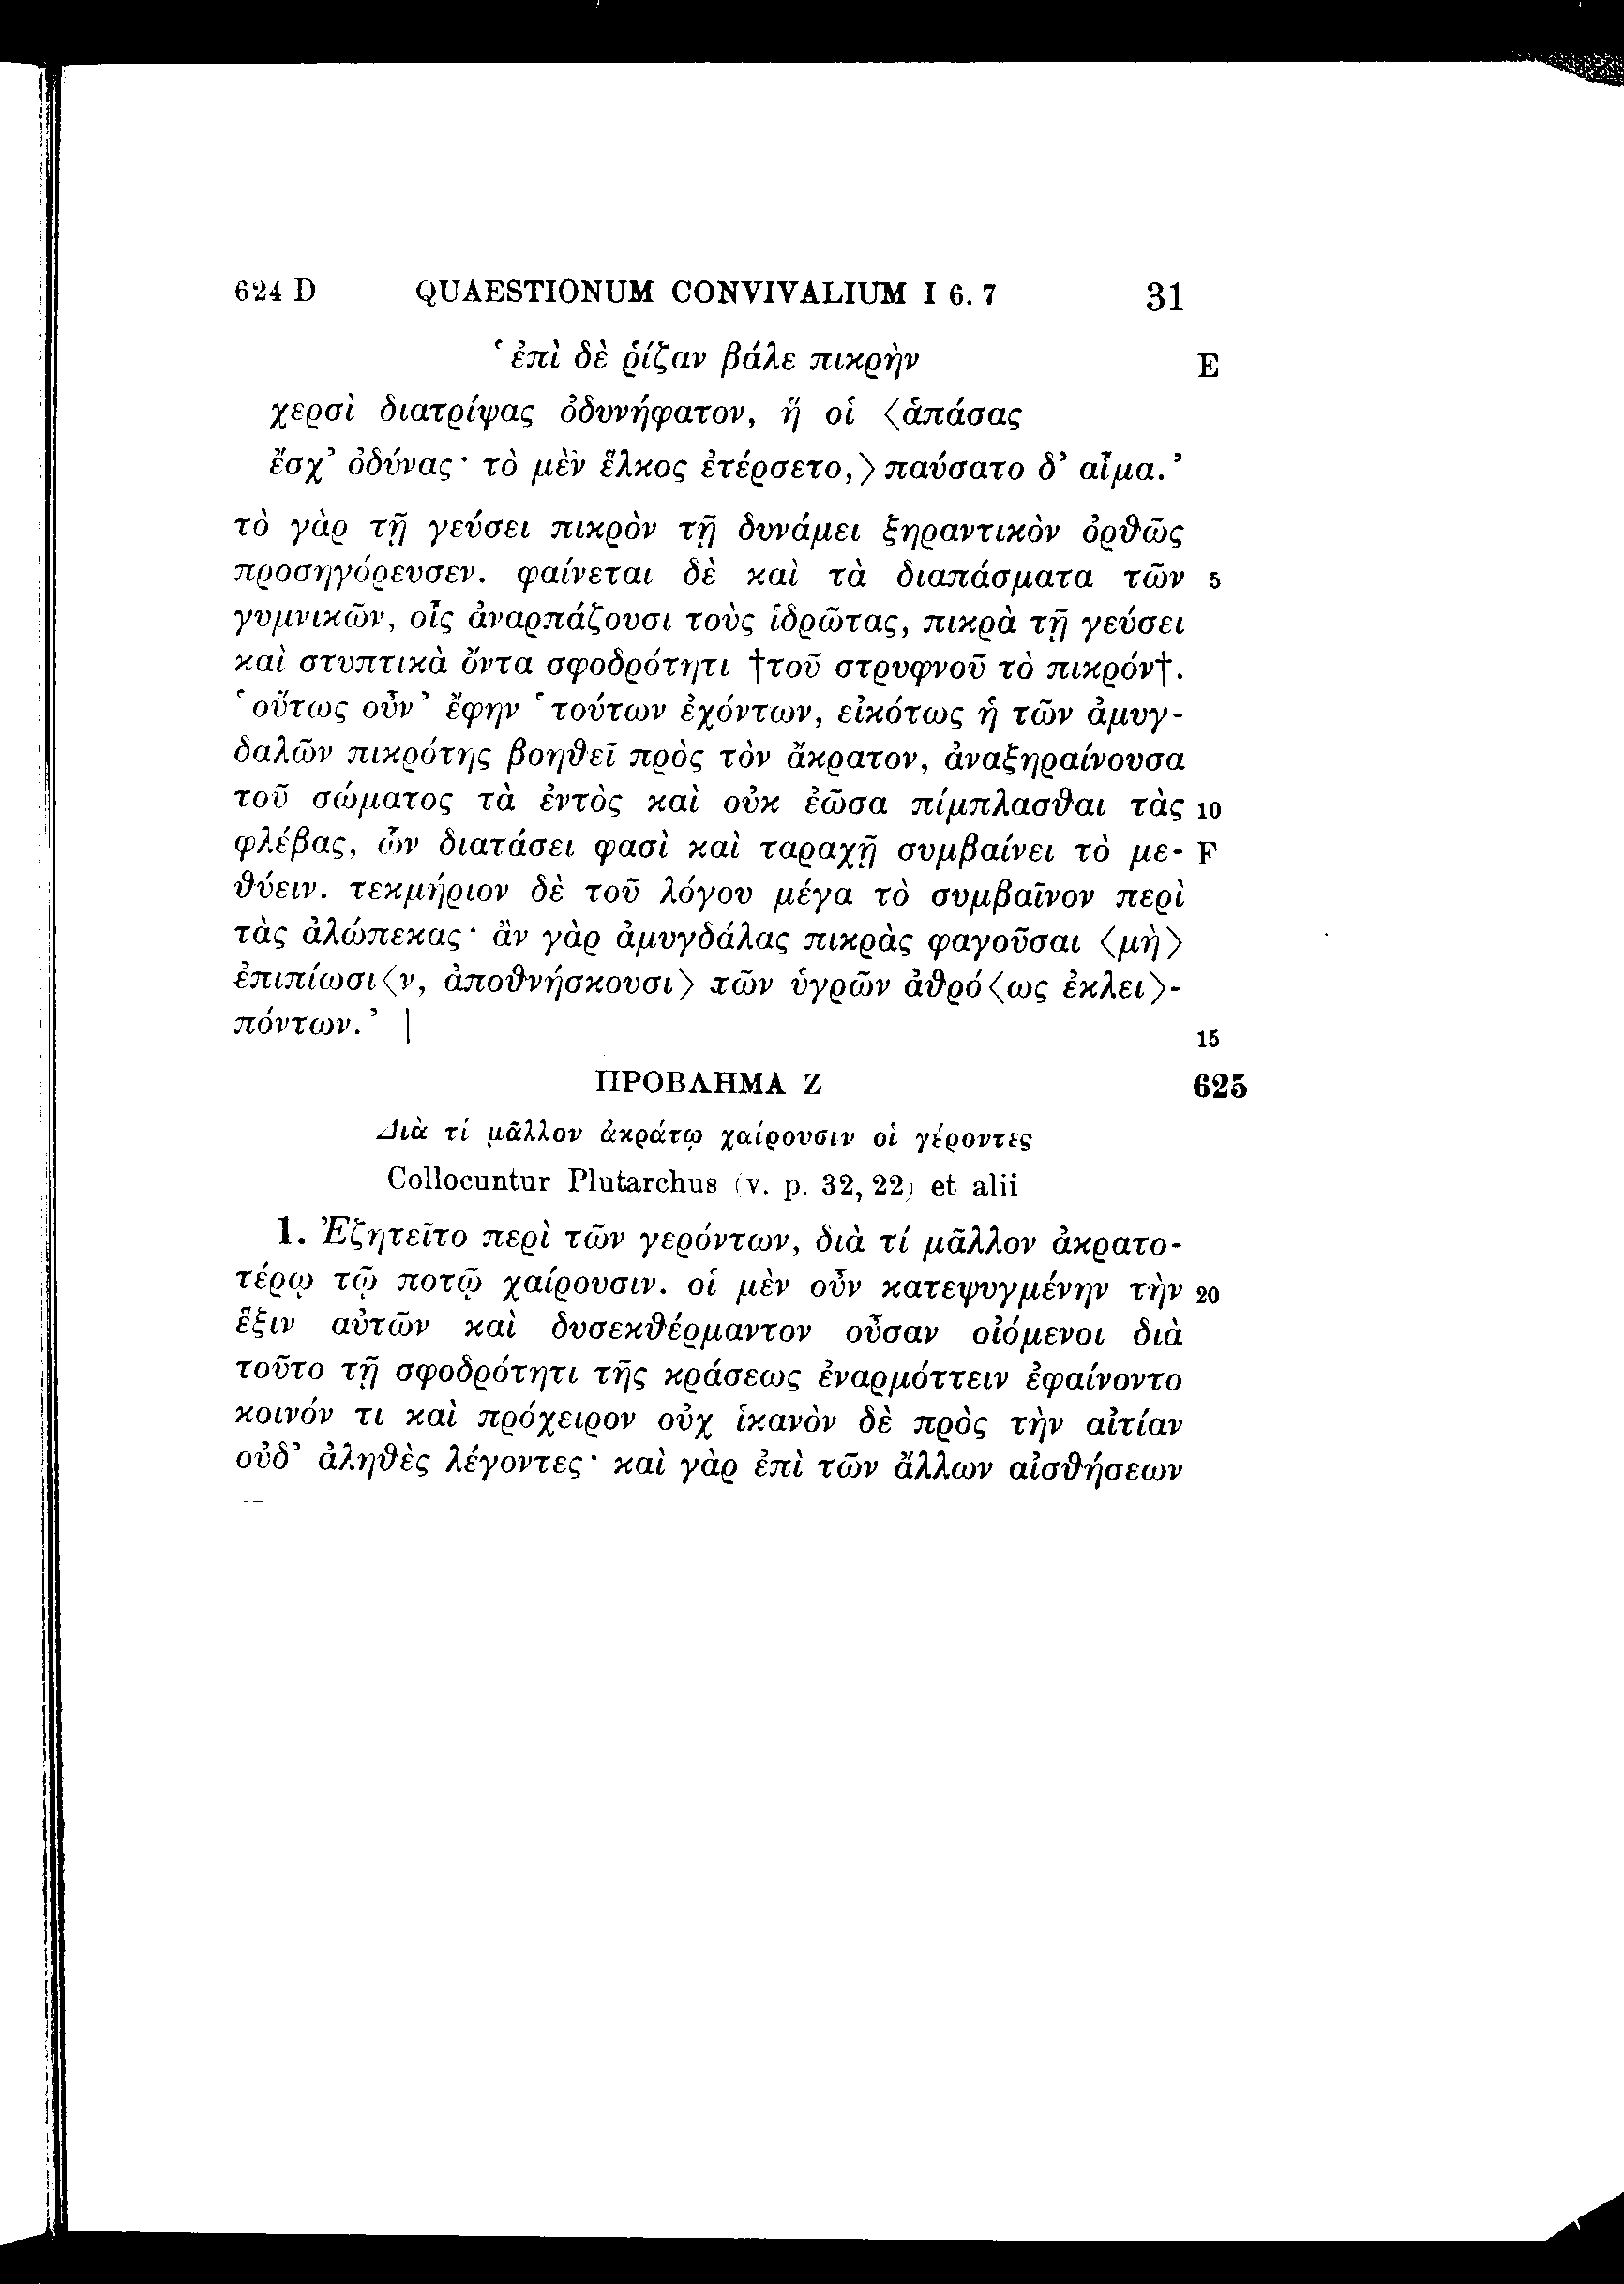 624 D QUAESTIONUM CONVIVALIUM I 6. 7 31
‘ἐπὶ δὲ ῥίζαν βάλε πικρὴν E
χερσὶ διατρίψας ὀδυνήφατον, ἥ οἱ ⟨ἁπάσας
ἔσχ’ ὀδύνας· τὸ μὲν ἕλκος ἐτέρσετο,⟩ παύσατο δ’ αἷμα.’
τὸ γὰρ τῇ γεύσει πικρὸν τῇ δυνάμει ξηραντικὸν ὀρθῶς
προσηγόρευσεν. φαίνεται δὲ καὶ τὰ διαπάσματα τῶν 5
γυμνικῶν, οἷς ἀναρπάζουσι τοὺς ἱδρῶτας, πικρὰ τῇ γεύσει
καὶ στυπτικὰ ὄντα σφοδρότητι †τοῦ στρυφνοῦ τὸ πικρόν†.
‘οὕτως οὖν’ ἔφην ‘τούτων ἐχόντων, εἰκότως ἡ τῶν ἀμυγ-
δαλῶν πικρότης βοηθεῖ πρὸς τὸν ἄκρατον, ἀναξηραίνουσα
τοῦ σώματος τὰ ἐντὸς καὶ οὐκ ἐῶσα πίμπλασθαι τὰς 10
φλέβας, ὧν διατάσει φασὶ καὶ ταραχῇ συμβαίνει τὸ με- F
θύειν. τεκμήριον δὲ τοῦ λόγου μέγα τὸ συμβαῖνον περὶ
τὰς ἀλώπεκας· ἂν γὰρ ἀμυγδάλας πικρὰς φαγοῦσαι ⟨μὴ⟩
ἐπιπίωσι⟨ν, ἀποθνήσκουσι⟩ τῶν ὑγρῶν ἀθρό⟨ως ἐκλει⟩-
πόντων.’ | 15
ΠΡΟΒΛΗΜΑ Ζ 625
Διὰ τί μᾶλλον ἀκράτῳ χαίρουσιν οἱ γέροντες
Collocuntur Plutarchus (v. p. 32, 22) et alii
1. Ἐζητεῖτο περὶ τῶν γερόντων, διὰ τί μᾶλλον ἀκρατο-
τέρῳ τῷ ποτῷ χαίρουσιν. οἱ μὲν οὖν κατεψυγμένην τὴν 20
ἕξιν αὐτῶν καὶ δυσεκθέρμαντον οὖσαν οἰόμενοι διὰ
τοῦτο τῇ σφοδρότητι τῆς κράσεως ἐναρμόττειν ἐφαίνοντο
κοινόν τι καὶ πρόχειρον οὐχ ἱκανὸν δὲ πρὸς τὴν αἰτίαν
οὐδ’ ἀληθὲς λέγοντες· καὶ γὰρ ἐπὶ τῶν ἄλλων αἰσθήσεων